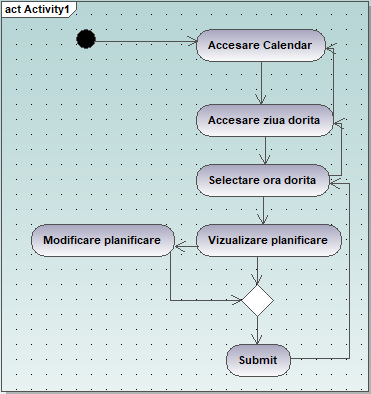 act Activity1
Accesare Calendar
Accesare ziua dorita
Selectare ora dorita
Modificare planificare
Vizualizare planificare
Submit